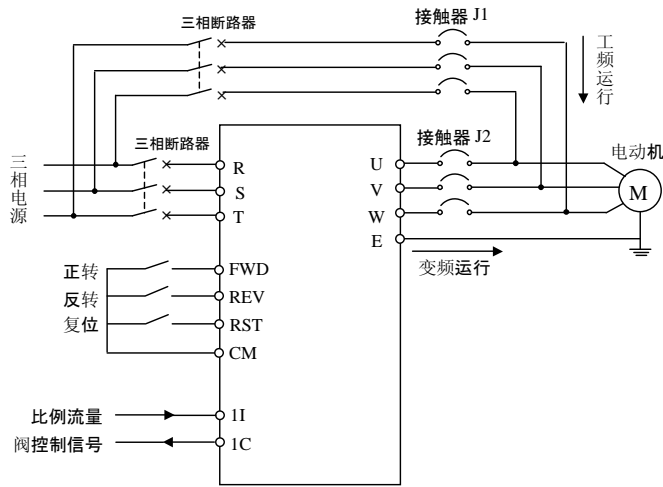 三相断路器
接触器 J1
工频运行
三相断路器
接触器 J2
电动机
三相电源
R
S
T
U
V
W
E
M
变频运行
正转
FWD
反转
REV
复位
RST
CM
比例流量
1I
阀控制信号
1C